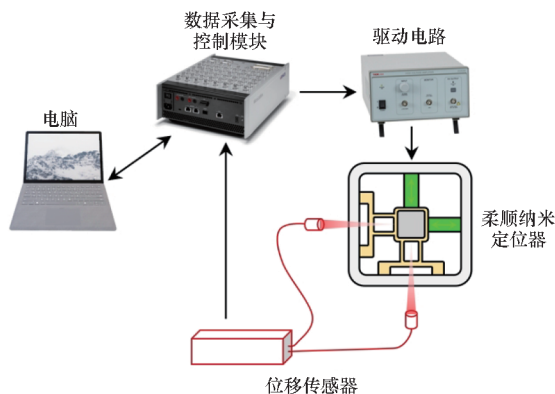 数据采集与
控制模块
驱动电路
电脑
柔顺纳米
定位器
位移传感器